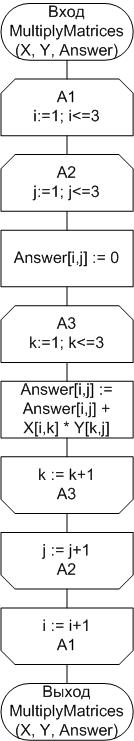 Вход
MultiplyMatrices
(X, Y, Answer)
A1
i:=1; i<=3
A2
j:=1; j<=3
Answer[i,j] := 0
A3
k:=1; k<=3
Answer[i,j] :=
Answer[i,j] +
X[i,k] * Y[k,j]
k := k+1
A3
j := j+1
A2
i := i+1
A1
Выход
MultiplyMatrices
(X, Y, Answer)